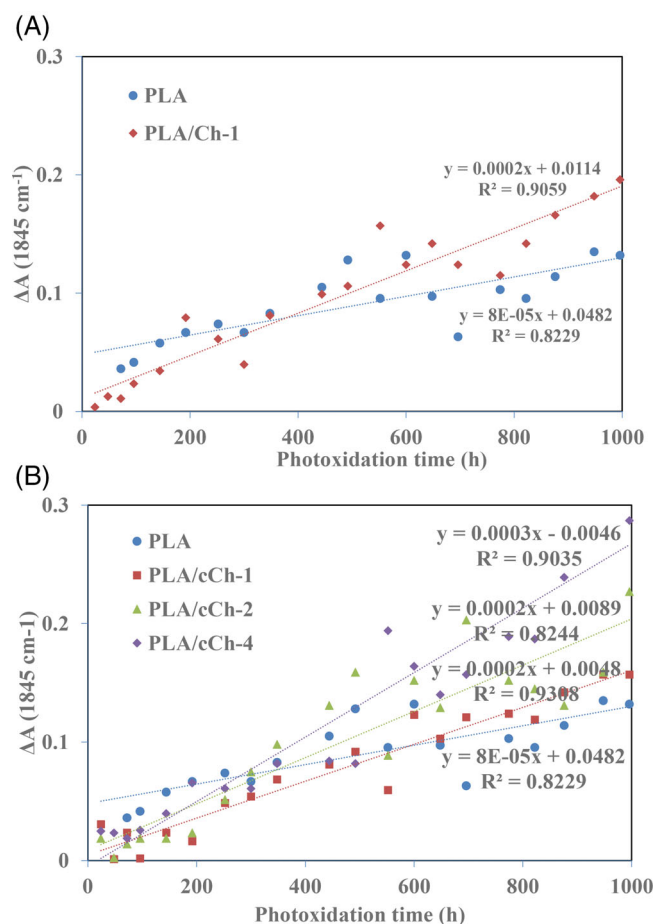 (A)
0.3
0.2
0.1
0
ΔA (1845 cm⁻¹)
PLA
PLA/Ch-1
y = 0.0002x + 0.0114
R² = 0.9059
y = 8E-05x + 0.0482
R² = 0.8229
0 200 400 600 800 1000
Photoxidation time (h)
(B)
0.3
0.2
0.1
0
ΔA (1845 cm-1)
PLA
PLA/cCh-1
PLA/cCh-2
PLA/cCh-4
y = 0.0003x - 0.0046
R² = 0.9035
y = 0.0002x + 0.0089
R² = 0.8244
y = 0.0002x + 0.0048
R² = 0.9308
y = 8E-05x + 0.0482
R² = 0.8229
0 200 400 600 800 1000
Photoxidation time (h)